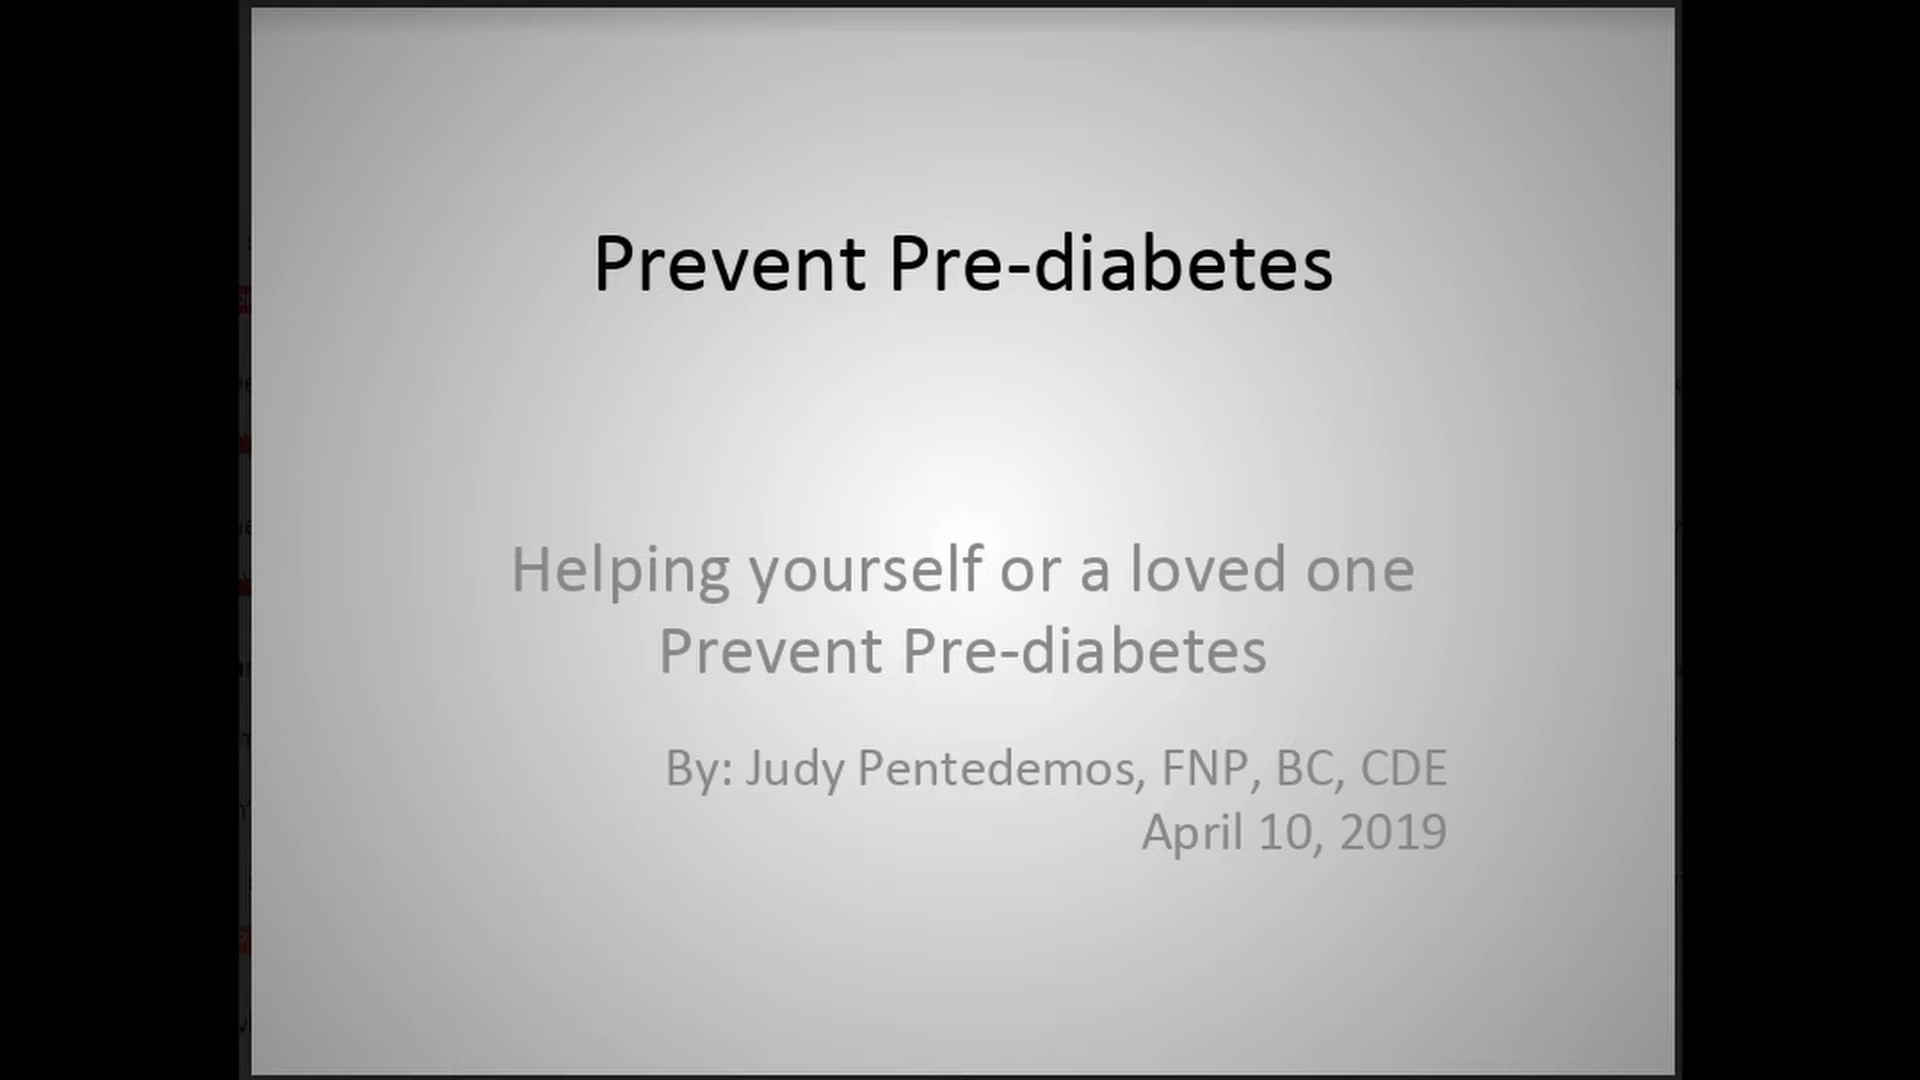 Prevent Pre-diabetes
Helping yourself or a loved one
Prevent Pre-diabetes
By: Judy Pentedemos, FNP, BC, CDE
April 10, 2019